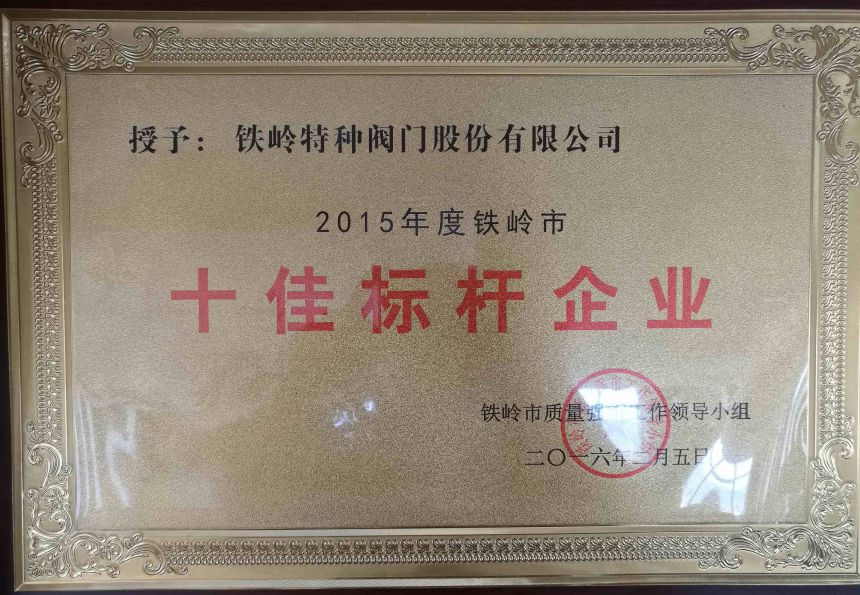 授予：铁岭特种阀门股份有限公司
2015年度铁岭市
十佳标杆企业
铁岭市质量强市工作领导小组
二〇一六年二月五日